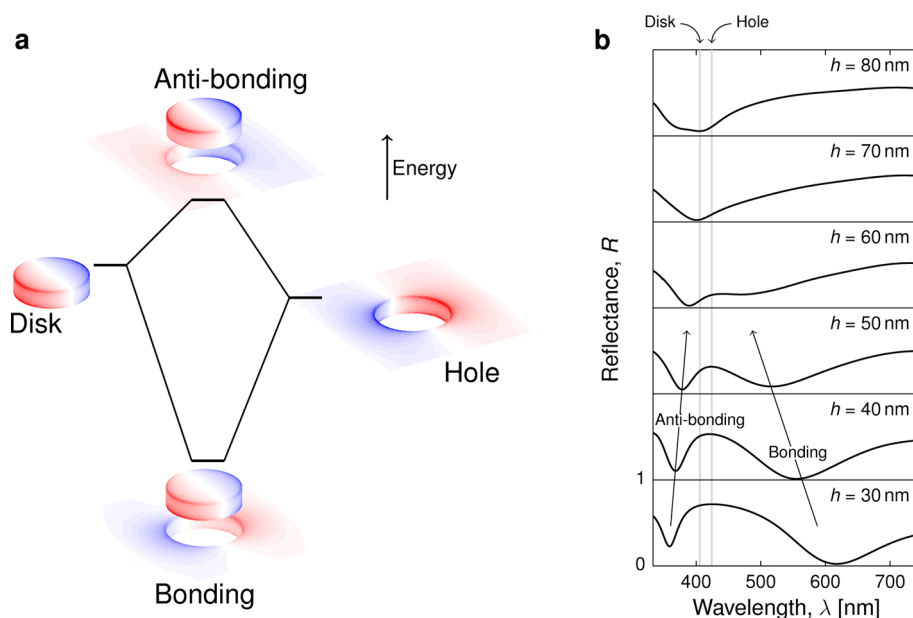 a
Anti-bonding
Energy
Disk
Hole
Bonding
b
Disk
Hole
h = 80 nm
h = 70 nm
h = 60 nm
h = 50 nm
h = 40 nm
h = 30 nm
Anti-bonding
Bonding
Reflectance, R
1
0
400 500 600 700
Wavelength, λ [nm]